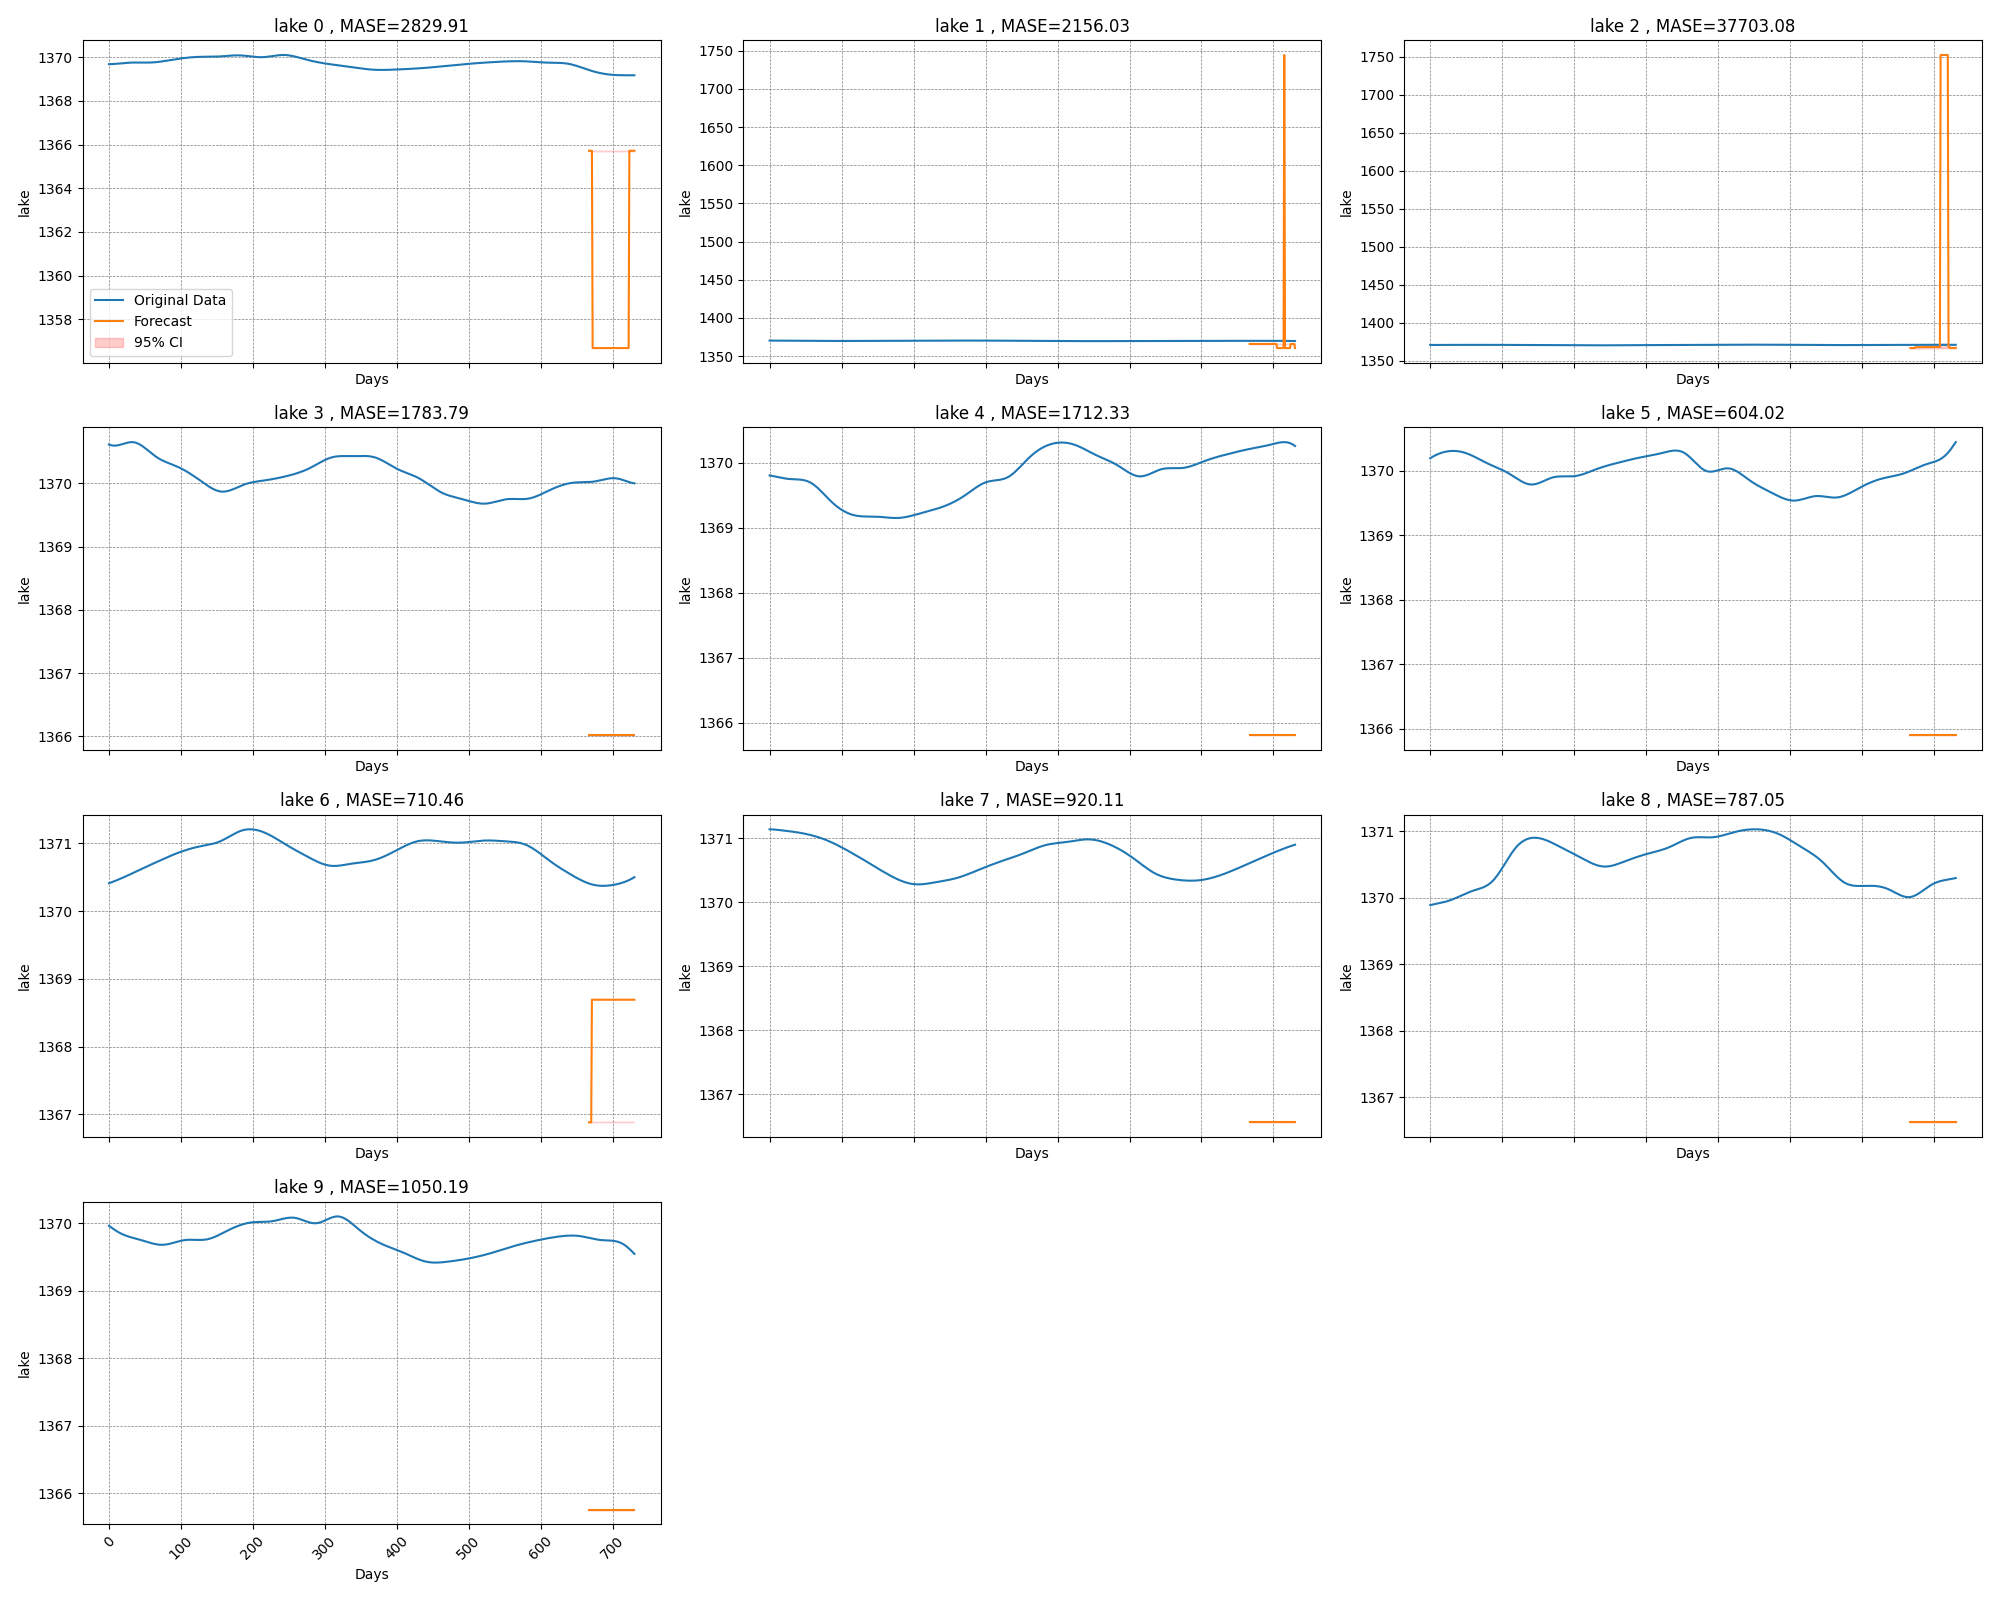 lake 0 , MASE=2829.91
1370
1368
1366
1364
1362
1360
1358
lake
Original Data
Forecast
95% CI
Days
lake 1 , MASE=2156.03
1750
1700
1650
1600
1550
1500
1450
1400
1350
lake
Days
lake 2 , MASE=37703.08
1750
1700
1650
1600
1550
1500
1450
1400
1350
lake
Days
lake 3 , MASE=1783.79
1370
1369
1368
1367
1366
lake
Days
lake 4 , MASE=1712.33
1370
1369
1368
1367
1366
lake
Days
lake 5 , MASE=604.02
1370
1369
1368
1367
1366
lake
Days
lake 6 , MASE=710.46
1371
1370
1369
1368
1367
lake
Days
lake 7 , MASE=920.11
1371
1370
1369
1368
1367
lake
Days
lake 8 , MASE=787.05
1371
1370
1369
1368
1367
lake
Days
lake 9 , MASE=1050.19
1370
1369
1368
1367
1366
lake
0 100 200 300 400 500 600 700
Days